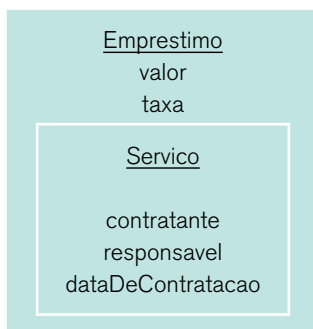 Emprestimo
valor
taxa
Servico
contratante
responsavel
dataDeContratacao